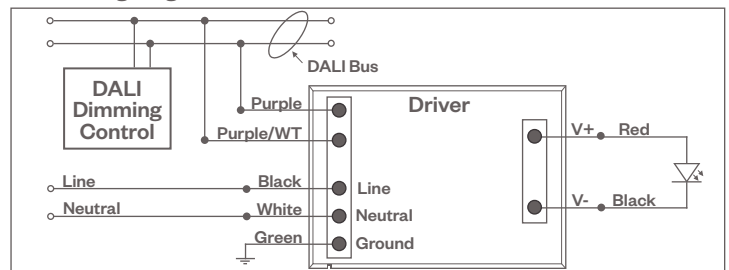 DALI Bus
DALI
Dimming
Control
Driver
Purple
Purple/WT
V+ Red
Line Black Line
V- Black
Neutral White Neutral
Green Ground